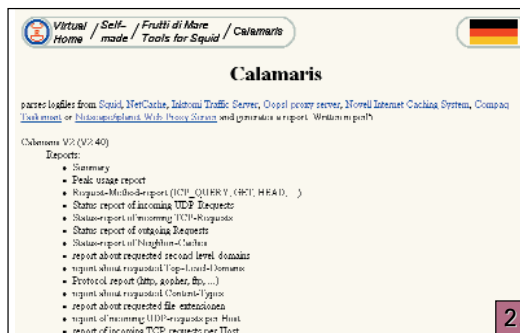 Virtual Home / Self-made / Frutti di Mare Tools for Squid / Calamaris
Calamaris
parses logfiles from Squid, NetCache, Inktomi Traffic Server, Oops! proxy server, Novell Internet Caching System, Compaq
Tasksmart or Netscape/iplanet Web Proxy Server and generates a report. Written in perl5
Calamaris V2 (V2.40)
Reports:
• Summary
• Peak usage report
• Request-Method-report (ICP_QUERY, GET, HEAD, ...)
• Status report of incoming UDP Requests
• Status-report of incoming TCP-Requests
• Status report of outgoing Requests
• Status-report of Neighbor-Caches
• report about requested second level domains
• report about requested Top-Level-Domains
• Protocol report (http, gopher, ftp, ...)
• report about requested Content-Types
• report about requested file extensionen
• report of incoming UDP-requests per Host
• report of incoming TCP requests per Host
2